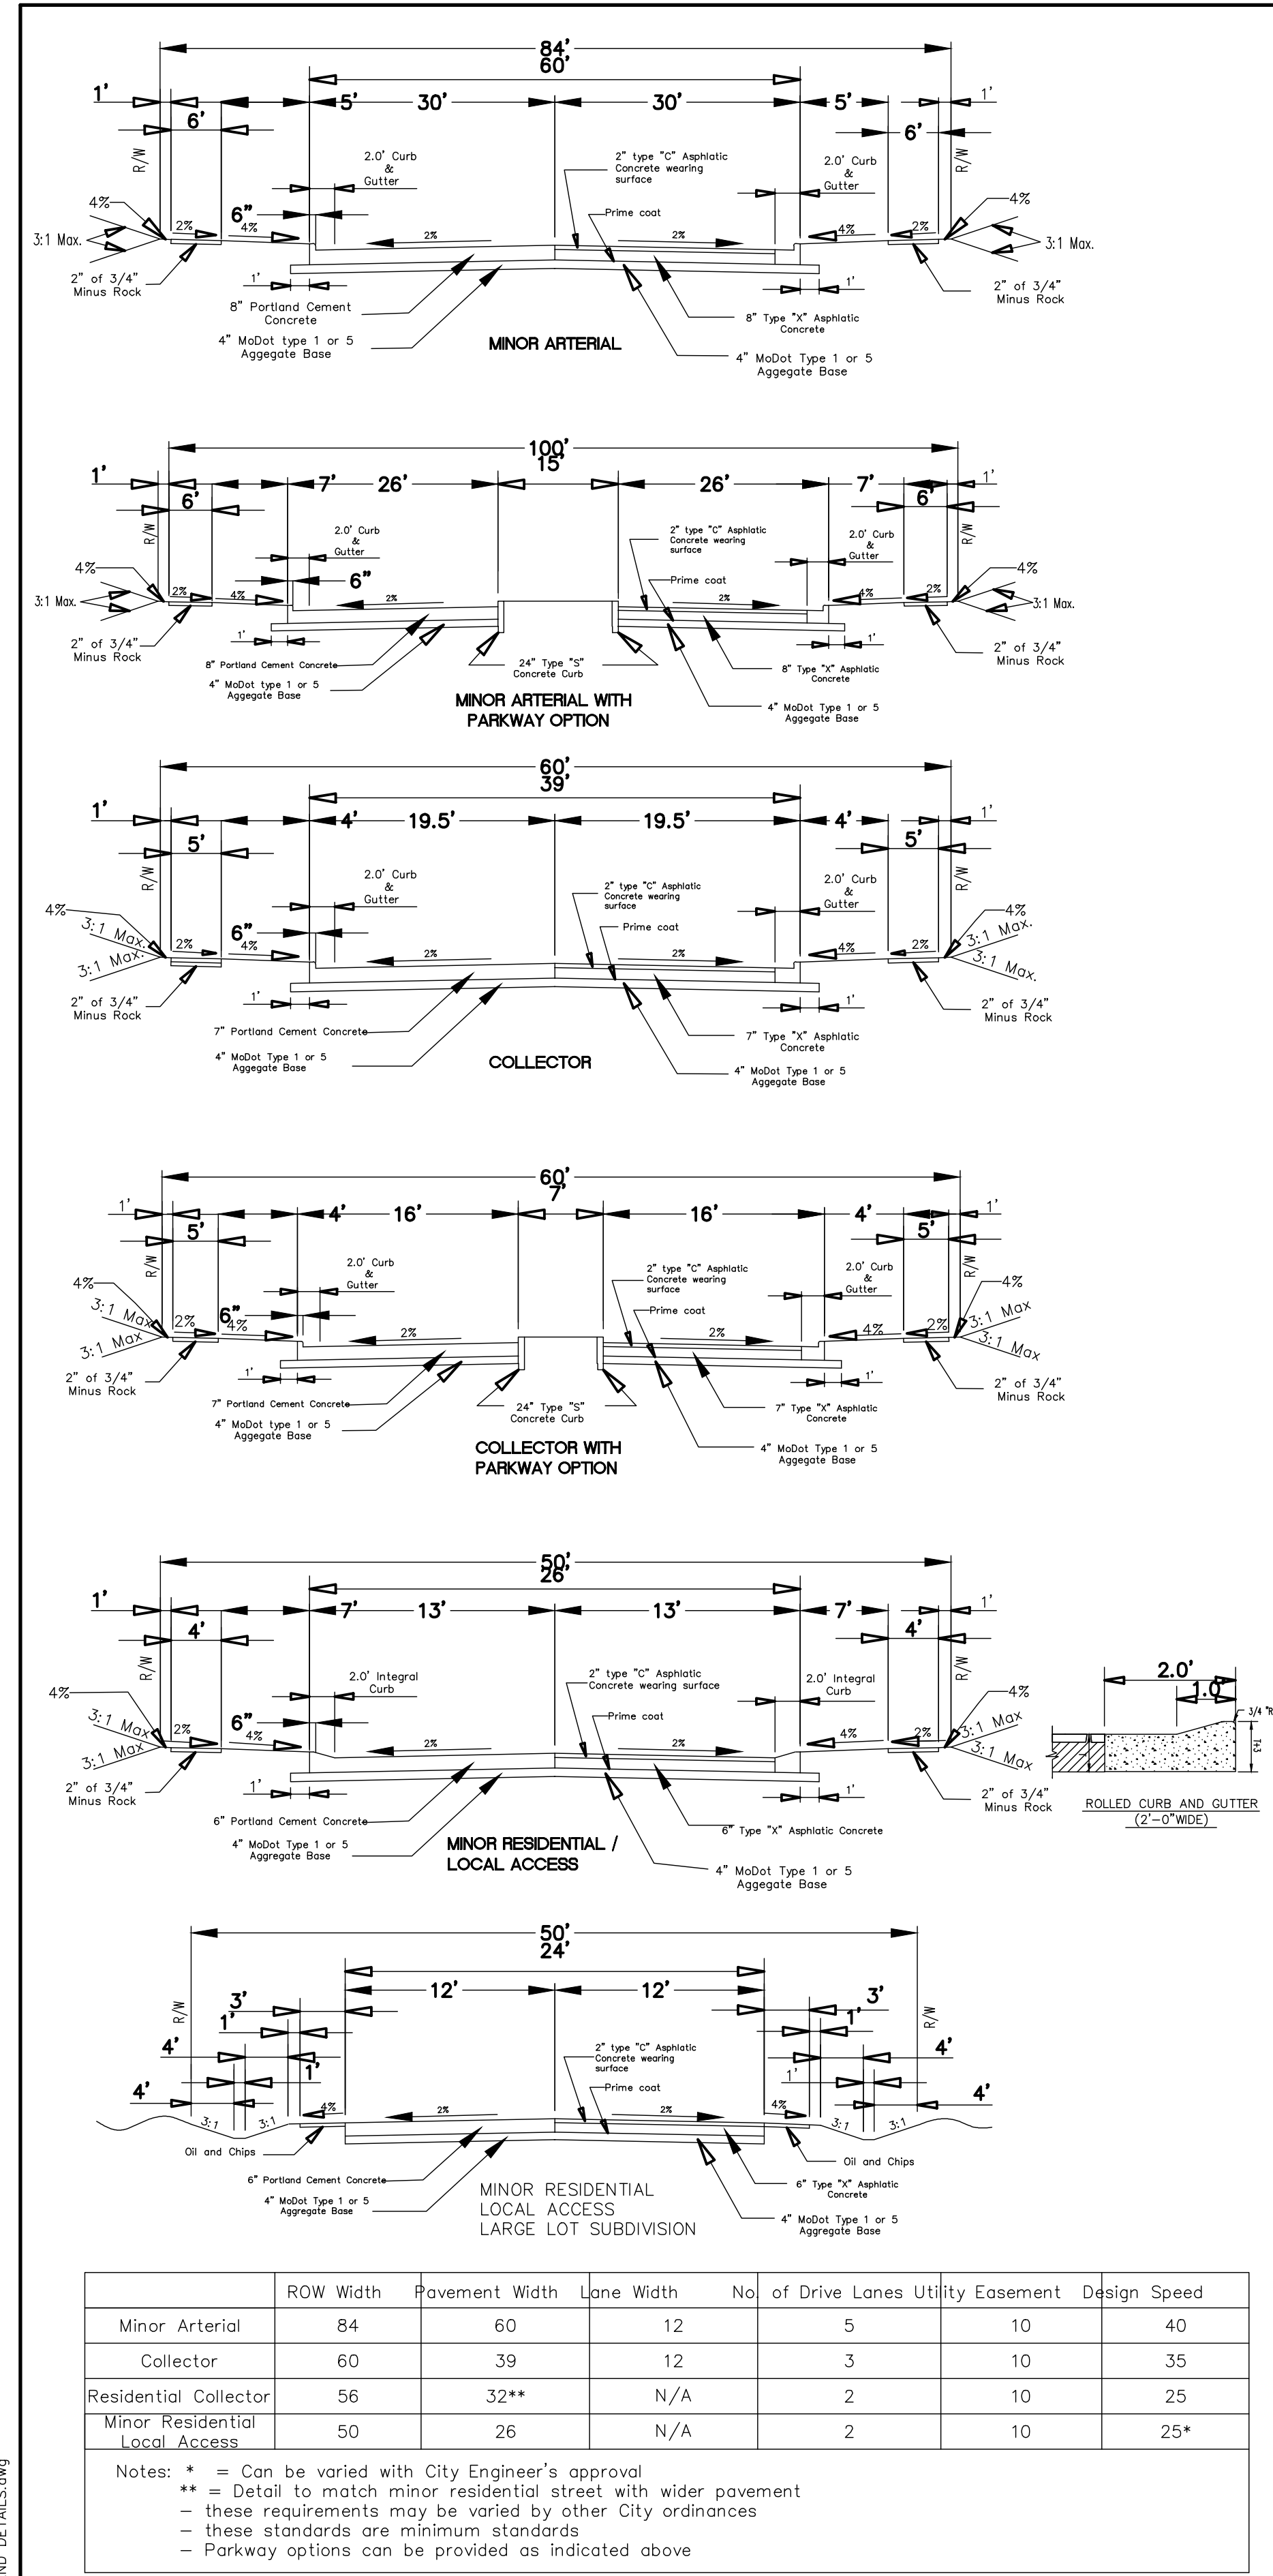 84'
60'
1' 5' 30' 30' 5' 1'
6' 6'
R/W R/W
2.0' Curb
&
Gutter
2" type "C" Asphlatic
Concrete wearing
surface
2.0' Curb
&
Gutter
Prime coat
4% 6" 4%
2% 4% 2% 2% 4% 2%
3:1 Max. 3:1 Max.
2" of 3/4"
Minus Rock
1' 1'
2" of 3/4"
Minus Rock
8" Portland Cement
Concrete
8" Type "X" Asphlatic
Concrete
4" MoDot type 1 or 5
Aggegate Base
MINOR ARTERIAL
4" MoDot Type 1 or 5
Aggegate Base
100'
15'
1' 7' 26' 26' 7' 1'
6' 6'
R/W R/W
2.0' Curb
&
Gutter
2" type "C" Asphlatic
Concrete wearing
surface
2.0' Curb
&
Gutter
Prime coat
4% 6" 4%
2% 4% 2% 2% 4% 2%
3:1 Max. 3:1 Max.
2" of 3/4"
Minus Rock
1' 1'
2" of 3/4"
Minus Rock
8" Portland Cement Concrete
24" Type "S"
Concrete Curb
8" Type "X" Asphlatic
Concrete
4" MoDot type 1 or 5
Aggegate Base
MINOR ARTERIAL WITH
PARKWAY OPTION
4" MoDot Type 1 or 5
Aggegate Base
60'
39'
1' 4' 19.5' 19.5' 4' 1'
5' 5'
R/W R/W
2.0' Curb
&
Gutter
2" type "C" Asphlatic
Concrete wearing
surface
2.0' Curb
&
Gutter
Prime coat
4% 6" 4%
3:1 Max. 3:1 Max.
3:1 Max. 3:1 Max.
2% 4% 2% 2% 4% 2%
2" of 3/4"
Minus Rock
1' 1'
2" of 3/4"
Minus Rock
7" Portland Cement Concrete
7" Type "X" Asphlatic
Concrete
4" MoDot Type 1 or 5
Aggegate Base
COLLECTOR
4" MoDot Type 1 or 5
Aggegate Base
60'
7'
1' 4' 16' 16' 4' 1'
5' 5'
R/W R/W
2.0' Curb
&
Gutter
2" type "C" Asphlatic
Concrete wearing
surface
2.0' Curb
&
Gutter
Prime coat
4% 6" 4%
3:1 Max 3:1 Max
3:1 Max 3:1 Max
2% 4% 2% 2% 4% 2%
2" of 3/4"
Minus Rock
1' 1'
2" of 3/4"
Minus Rock
7" Portland Cement Concrete
24" Type "S"
Concrete Curb
7" Type "X" Asphlatic
Concrete
4" MoDot type 1 or 5
Aggegate Base
COLLECTOR WITH
PARKWAY OPTION
4" MoDot Type 1 or 5
Aggegate Base
50'
26'
1' 7' 13' 13' 7' 1'
4' 4'
R/W R/W
2.0' Integral
Curb
2" type "C" Asphlatic
Concrete wearing surface
2.0' Integral
Curb
Prime coat
4% 6" 4%
3:1 Max 3:1 Max
3:1 Max 3:1 Max
2% 4% 2% 2% 4% 2%
2" of 3/4"
Minus Rock
1' 1'
2" of 3/4"
Minus Rock
6" Portland Cement Concrete
6" Type "X" Asphlatic Concrete
4" MoDot Type 1 or 5
Aggregate Base
MINOR RESIDENTIAL /
LOCAL ACCESS
4" MoDot Type 1 or 5
Aggegate Base
2.0'
1.0'
3/4 "R
T+3
T
ROLLED CURB AND GUTTER
(2'-0"WIDE)
50'
24'
12' 12'
R/W R/W
3' 3'
1' 1'
4' 4'
1' 1'
4' 4'
2" type "C" Asphlatic
Concrete wearing
surface
Prime coat
3:1 3:1 4% 2% 2% 4% 3:1 3:1
Oil and Chips Oil and Chips
6" Portland Cement Concrete
6" Type "X" Asphlatic
Concrete
4" MoDot Type 1 or 5
Aggregate Base
MINOR RESIDENTIAL
LOCAL ACCESS
LARGE LOT SUBDIVISION
4" MoDot Type 1 or 5
Aggregate Base
ROW Width Pavement Width Lane Width No. of Drive Lanes Utility Easement Design Speed
Minor Arterial 84 60 12 5 10 40
Collector 60 39 12 3 10 35
Residential Collector 56 32** N/A 2 10 25
Minor Residential
Local Access 50 26 N/A 2 10 25*
Notes: * = Can be varied with City Engineer's approval
** = Detail to match minor residential street with wider pavement
– these requirements may be varied by other City ordinances
– these standards are minimum standards
– Parkway options can be provided as indicated above
DETAILS.dwg